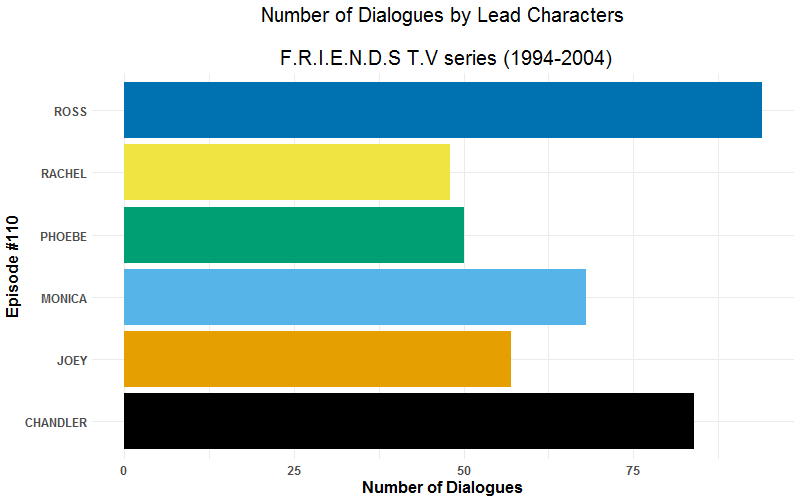 Number of Dialogues by Lead Characters
F.R.I.E.N.D.S T.V series (1994-2004)
Episode #110
ROSS
RACHEL
PHOEBE
MONICA
JOEY
CHANDLER
0 25 50 75
Number of Dialogues